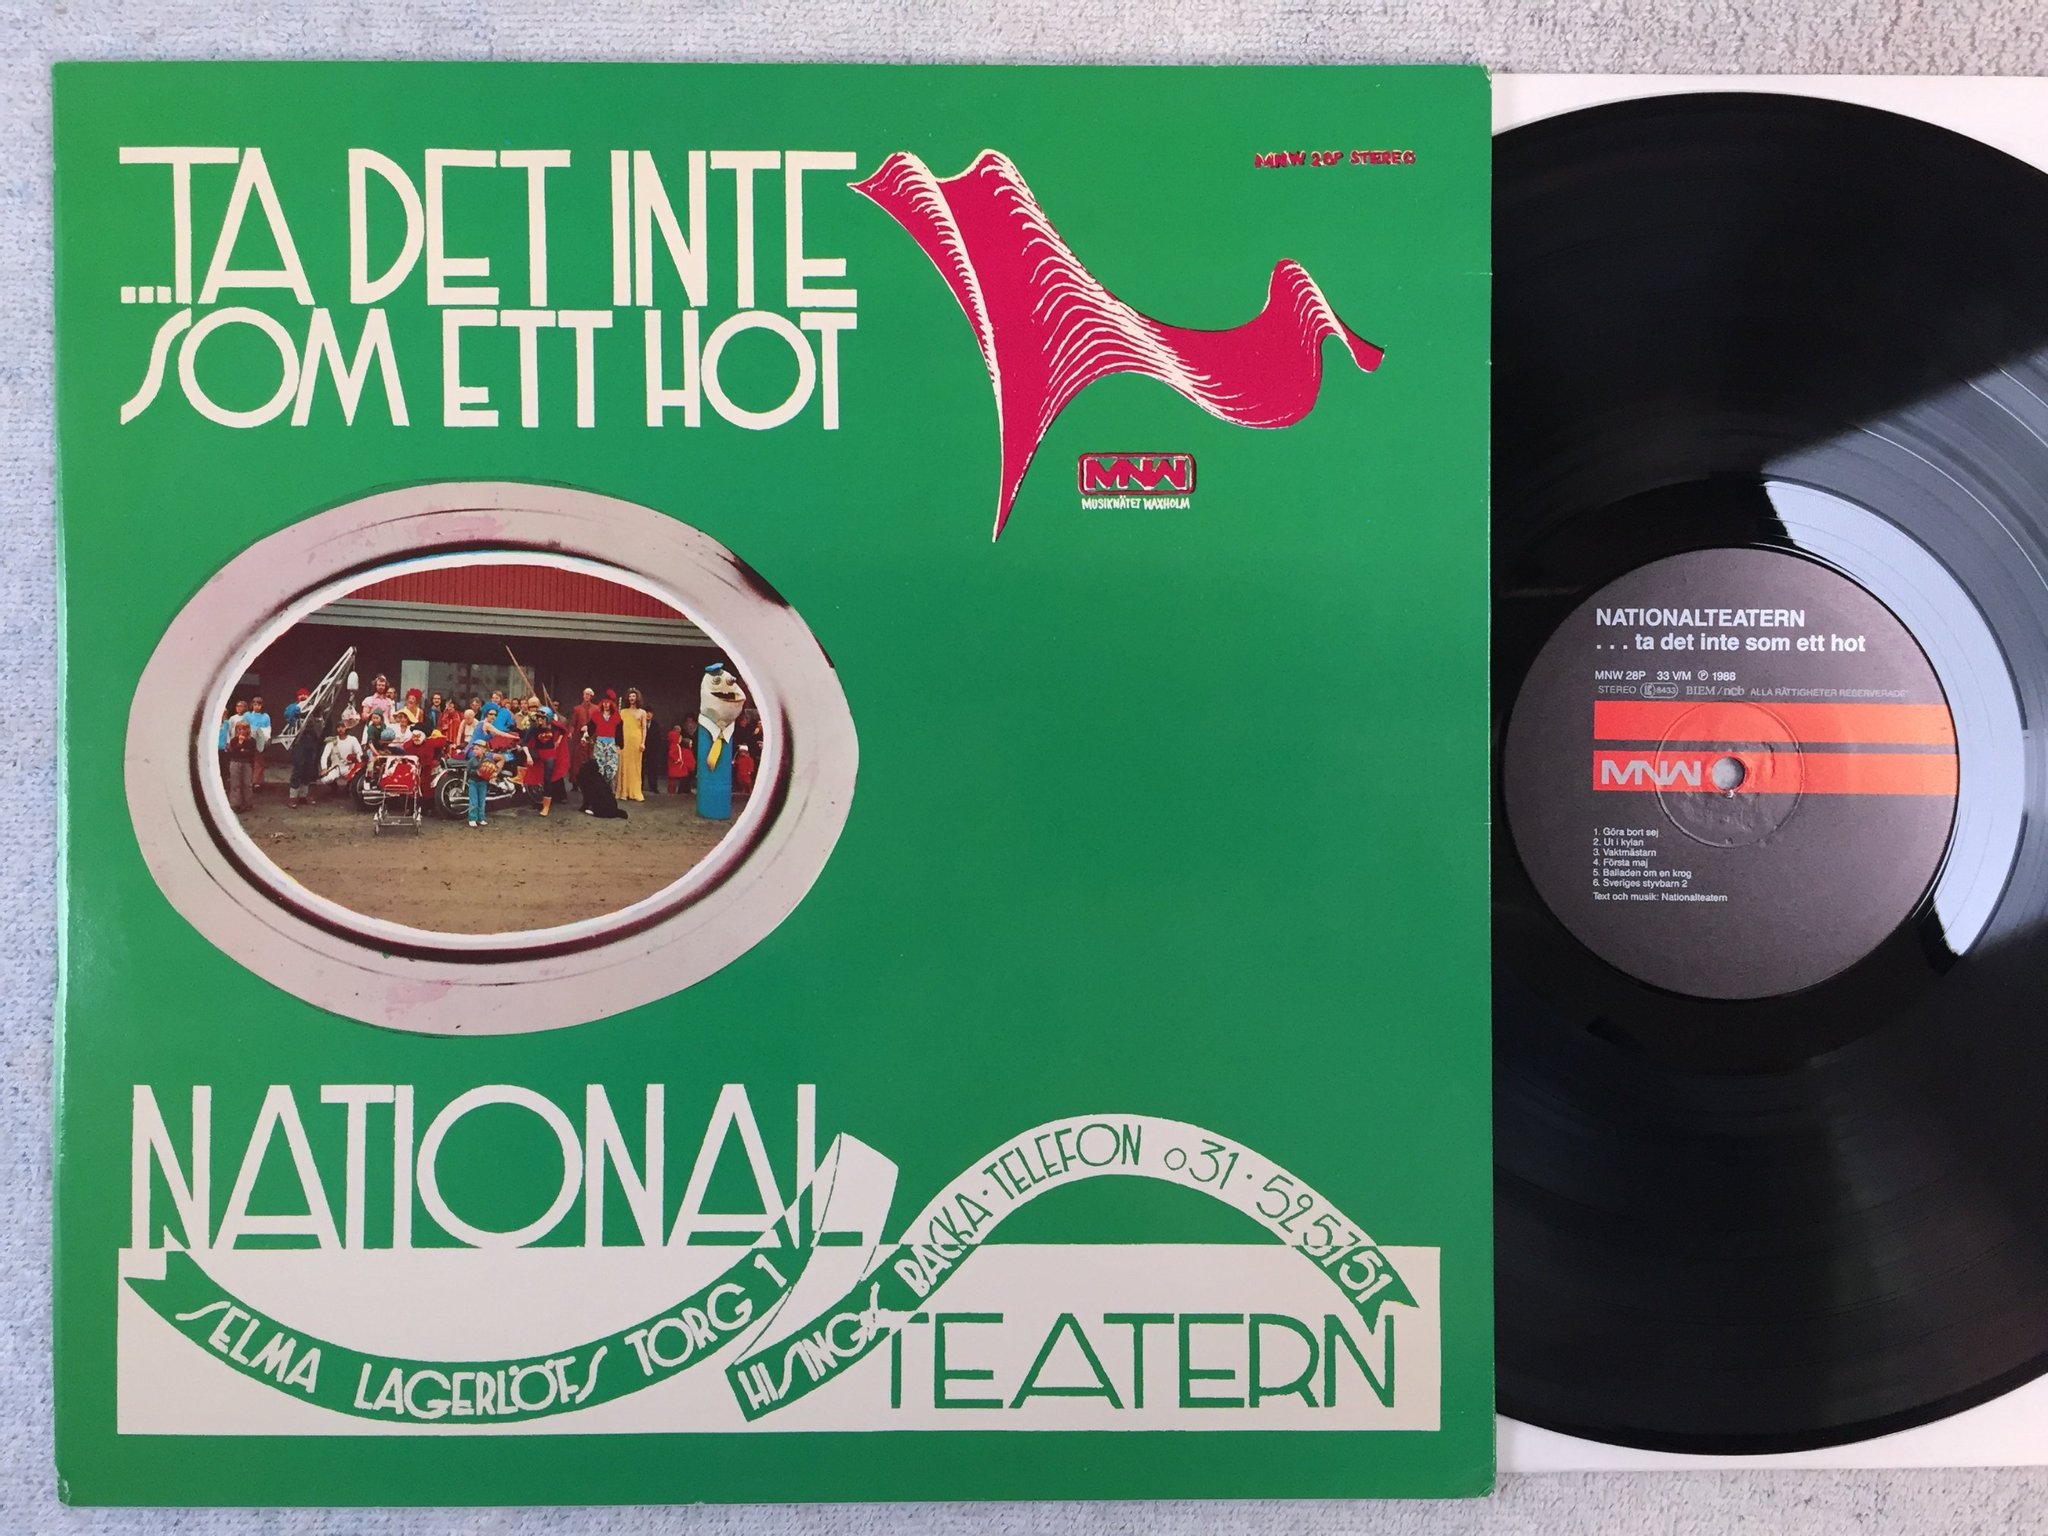 ...TA DET INTE
SOM ETT HOT
MNW 28P STEREO
MNW
MUSIKNÄTET WAXHOLM
NATIONAL
TEATERN
SELMA LAGERLÖFS TORG 1
HISINGS BACKA · TELEFON 031 · 525751
NATIONALTEATERN
. . . ta det inte som ett hot
MNW 28P 33 V/M ℗ 1988
STEREO 8433 BIEM/ncb ALLA RÄTTIGHETER RESERVERADE
MNW
1. Göra bort sej
2. Ut i kylan
3. Vaktmästarn
4. Första maj
5. Balladen om en krog
6. Sveriges styvbarn 2
Text och musik: Nationalteatern